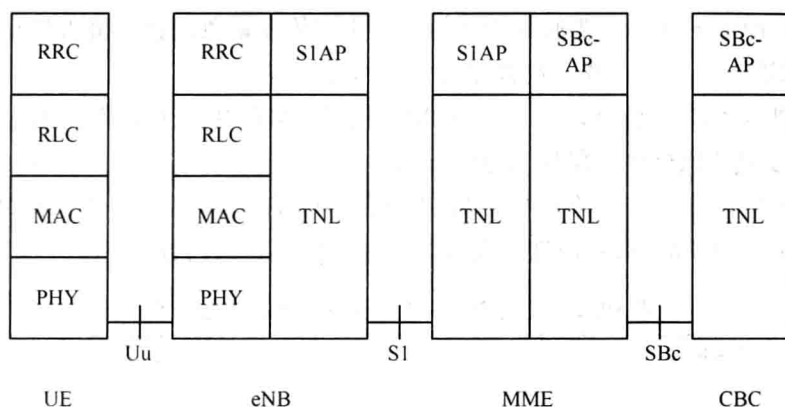 RRC
RRC
S1AP
S1AP
SBc-
AP
SBc-
AP
RLC
RLC
MAC
MAC
TNL
TNL
TNL
TNL
PHY
PHY
Uu
S1
SBc
UE
eNB
MME
CBC